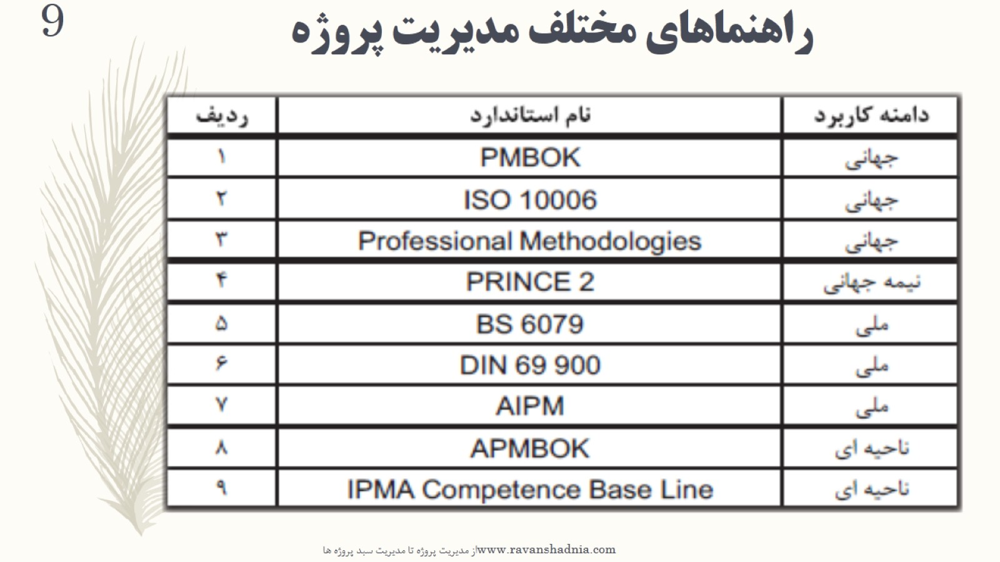 9
راهنماهای مختلف مدیریت پروژه
ردیف نام استاندارد دامنه کاربرد
۱ PMBOK جهانی
۲ ISO 10006 جهانی
۳ Professional Methodologies جهانی
۴ PRINCE 2 نیمه جهانی
۵ BS 6079 ملی
۶ DIN 69 900 ملی
۷ AIPM ملی
۸ APMBOK ناحیه ای
۹ IPMA Competence Base Line ناحیه ای
www.ravanshadnia.comاز مدیریت پروژه تا مدیریت سبد پروژه ها